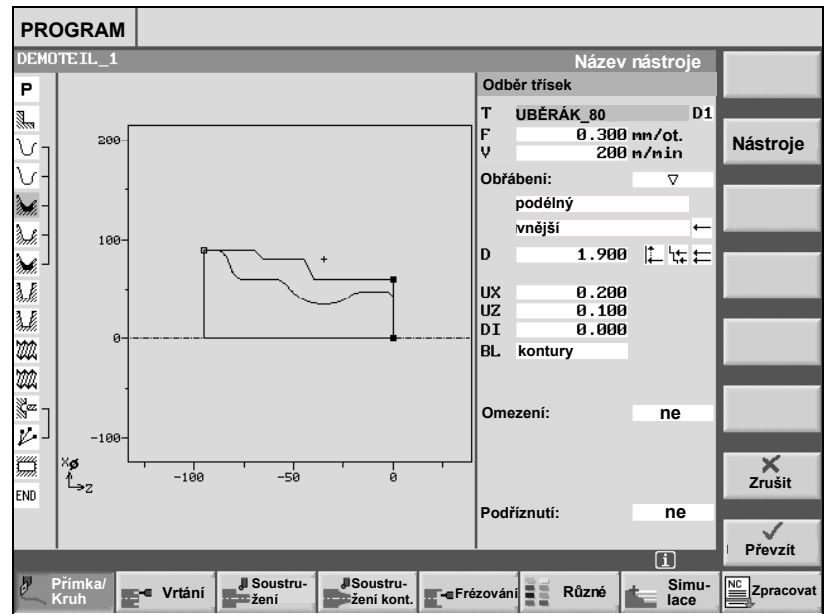 PROGRAM
DEMOTEIL_1
Název nástroje
Odběr třísek
P
T UBĚRÁK_80 D1
F 0.300 mm/ot.
V 200 m/min
Nástroje
Obřábení:
podélný
vnější
D 1.900
UX 0.200
UZ 0.100
DI 0.000
BL kontury
Omezení: ne
Podříznutí: ne
200
100
0
-100
X
Z
-100 -50 0
END
Zrušit
Převzít
i
Přímka/
Kruh
Vrtání
Soustru-
žení
Soustru-
žení kont.
Frézování
Různé
Simu-
lace
NC
Zpracovat